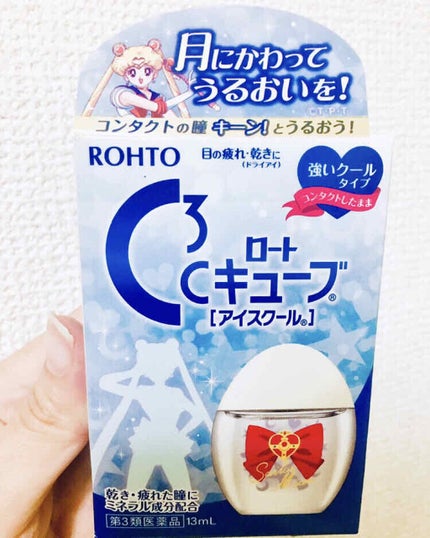 月にかわって
うるおいを!
©T・P・T
コンタクトの瞳 キーン!とうるおう!
ROHTO
目の疲れ・乾きに
(ドライアイ)
強いクール
タイプ
コンタクトしたまま
C3
ロート
Cキューブ®
[アイスクール®]
乾き・疲れた瞳に
ミネラル成分配合
第3類医薬品 13mL